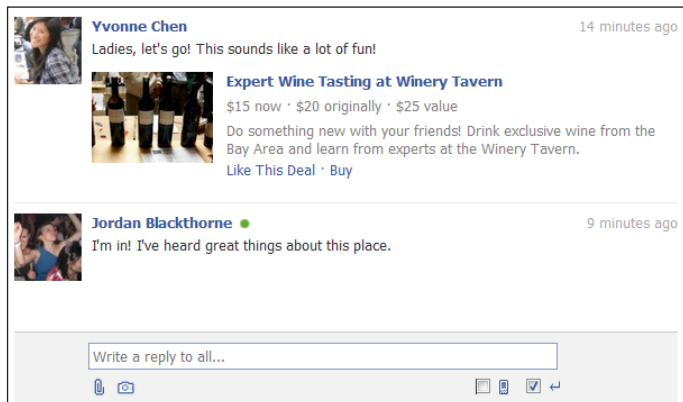 Yvonne Chen
14 minutes ago
Ladies, let's go! This sounds like a lot of fun!
Expert Wine Tasting at Winery Tavern
$15 now · $20 originally · $25 value
Do something new with your friends! Drink exclusive wine from the
Bay Area and learn from experts at the Winery Tavern.
Like This Deal · Buy
Jordan Blackthorne
9 minutes ago
I'm in! I've heard great things about this place.
Write a reply to all...